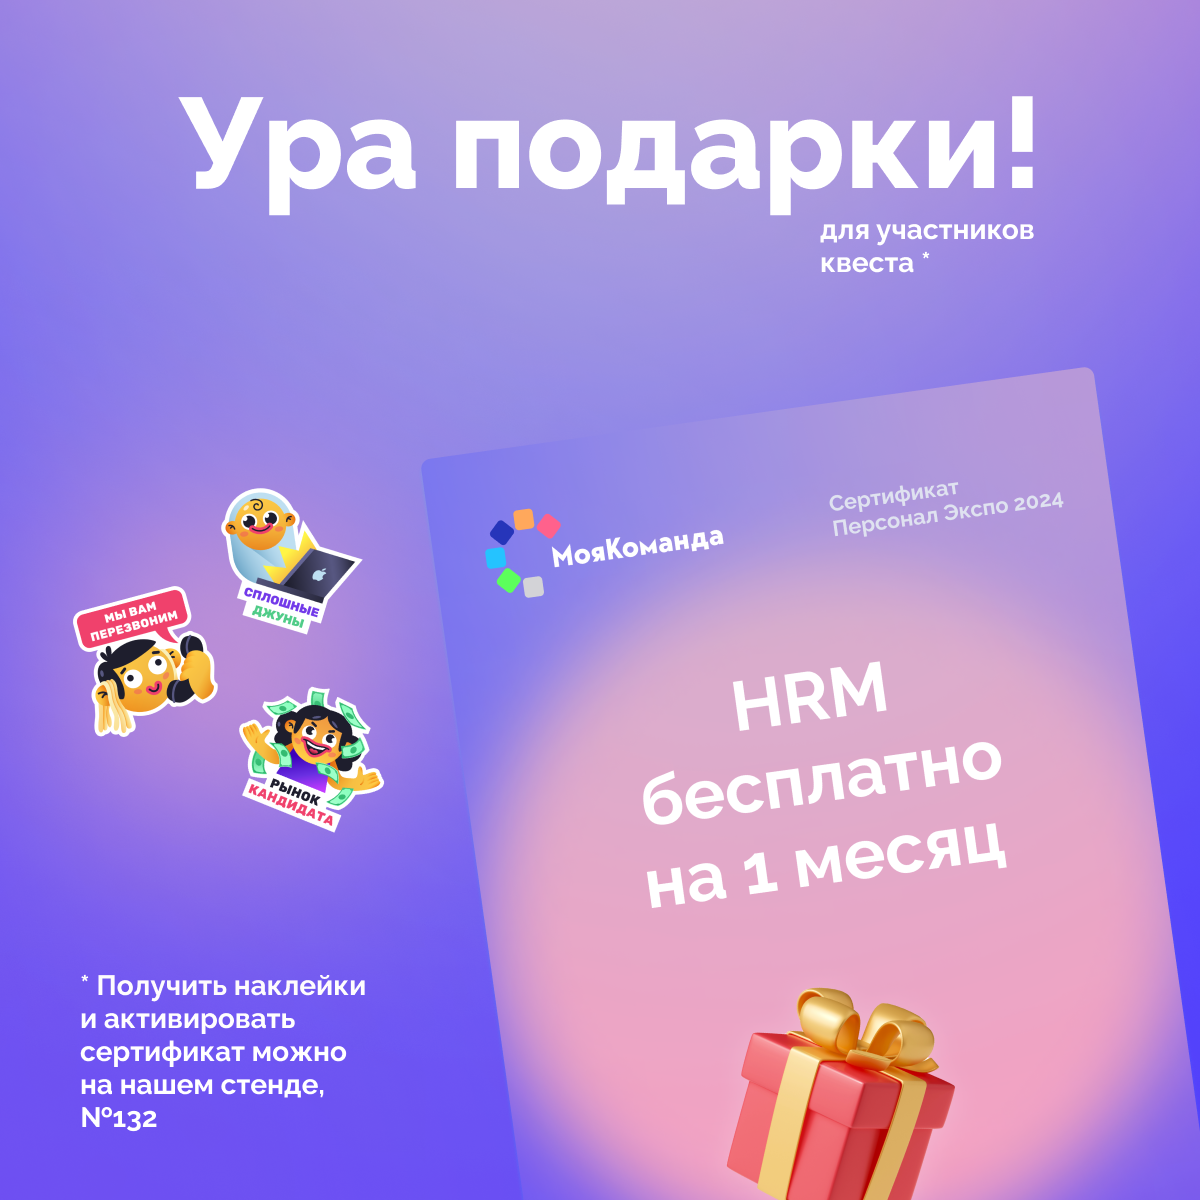 Ура подарки!
для участников
квеста *
Сертификат
Персонал Экспо 2024
МояКоманда
HRM
бесплатно
на 1 месяц
СПЛОШНЫЕ
ДЖУНЫ
МЫ ВАМ
ПЕРЕЗВОНИМ
РЫНОК
КАНДИДАТА
* Получить наклейки
и активировать
сертификат можно
на нашем стенде,
№132